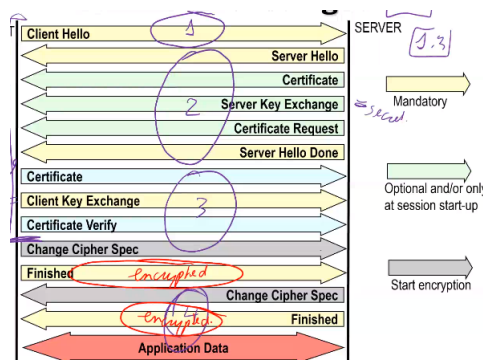 Client Hello
1
SERVER
1.3
Server Hello
Certificate
Mandatory
Server Key Exchange
= secret.
2
Certificate Request
Server Hello Done
Certificate
Optional and/or only
at session start-up
Client Key Exchange
3
Certificate Verify
Change Cipher Spec
Finished
encrypted
Start encryption
Change Cipher Spec
4
encrypted
Finished
Application Data